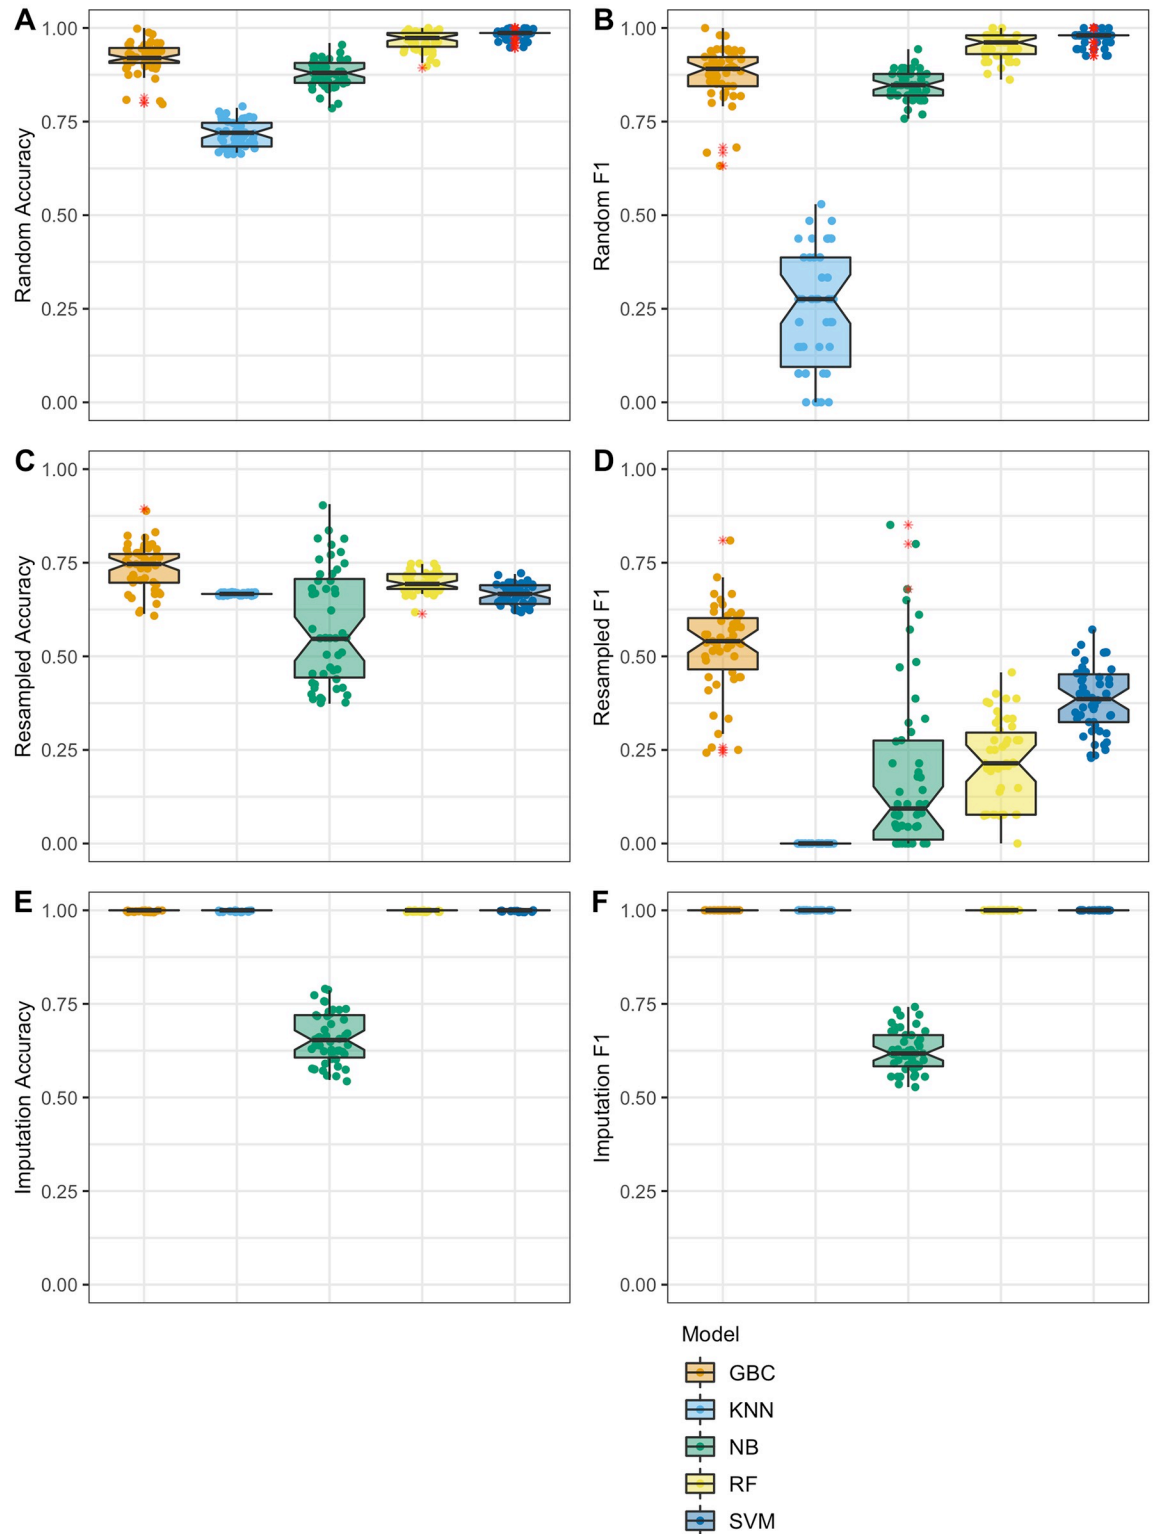 A
1.00
0.75
0.50
0.25
0.00
Random Accuracy
B
1.00
0.75
0.50
0.25
0.00
Random F1
C
1.00
0.75
0.50
0.25
0.00
Resampled Accuracy
D
1.00
0.75
0.50
0.25
0.00
Resampled F1
E
1.00
0.75
0.50
0.25
0.00
Imputation Accuracy
F
1.00
0.75
0.50
0.25
0.00
Imputation F1
Model
GBC
KNN
NB
RF
SVM